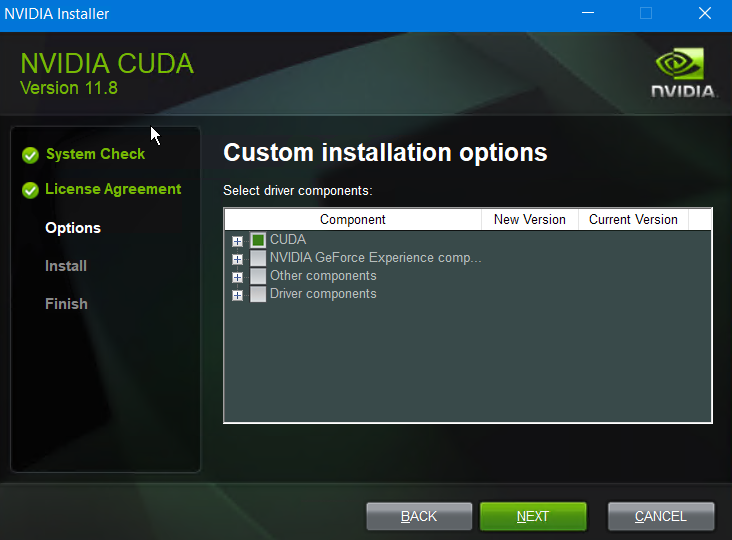 NVIDIA Installer
NVIDIA CUDA
Version 11.8
NVIDIA.
System Check
License Agreement
Options
Install
Finish
Custom installation options
Select driver components:
Component New Version Current Version
CUDA
NVIDIA GeForce Experience comp...
Other components
Driver components
BACK NEXT CANCEL